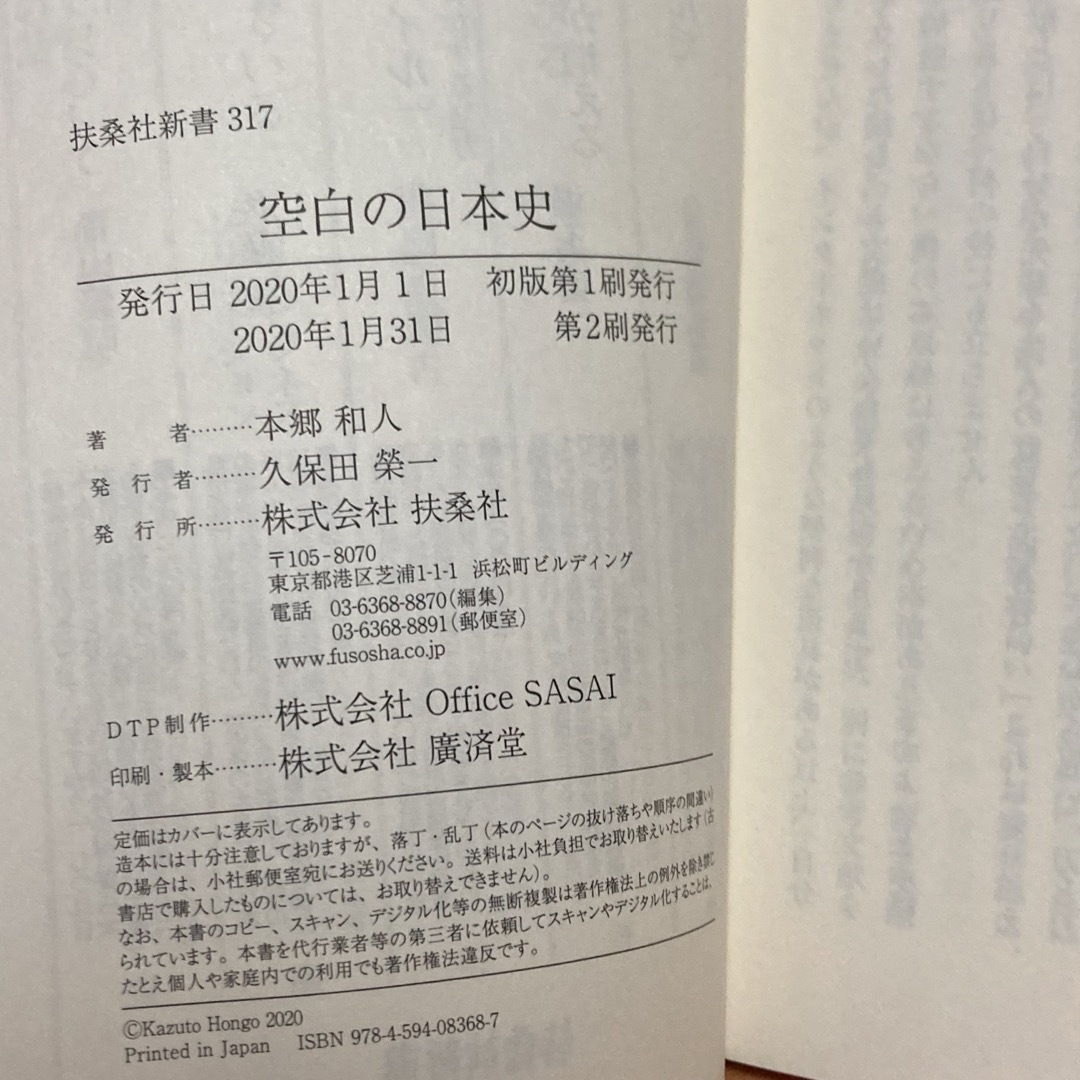 扶桑社新書 317
空白の日本史
発行日 2020年1月1日 初版第1刷発行
2020年1月31日 第2刷発行
著者………本郷 和人
発行者………久保田 榮一
発行所………株式会社 扶桑社
〒105-8070
東京都港区芝浦1-1-1 浜松町ビルディング
電話 03-6368-8870(編集)
03-6368-8891(郵便室)
www.fusosha.co.jp
DTP制作………株式会社 Office SASAI
印刷・製本………株式会社 廣済堂
定価はカバーに表示してあります。
造本には十分注意しておりますが、落丁・乱丁(本のページの抜け落ちや順序の間違い)
の場合は、小社郵便室宛にお送りください。送料は小社負担でお取り替えいたします(古
書店で購入したものについては、お取り替えできません)。
なお、本書のコピー、スキャン、デジタル化等の無断複製は著作権法上の例外を除き禁じ
られています。本書を代行業者等の第三者に依頼してスキャンやデジタル化することは、
たとえ個人や家庭内での利用でも著作権法違反です。
©Kazuto Hongo 2020
Printed in Japan ISBN 978-4-594-08368-7